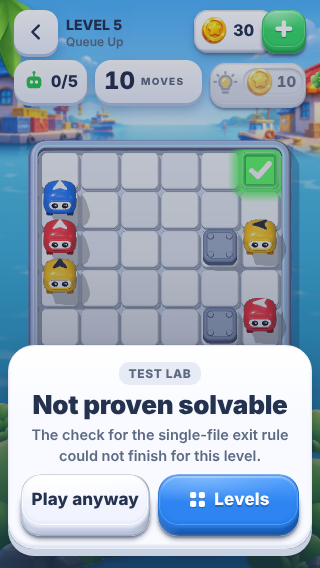 LEVEL 5
Queue Up
30
0/5
10 MOVES
10
TEST LAB
Not proven solvable
The check for the single-file exit rule
could not finish for this level.
Play anyway
Levels